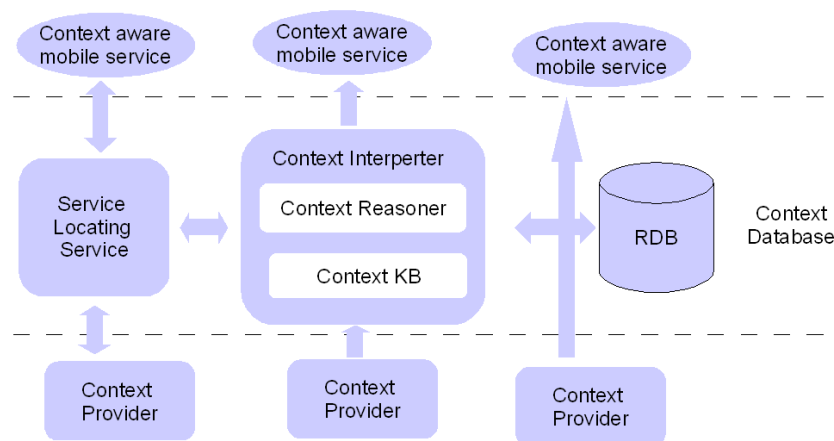 Context aware
mobile service
Context aware
mobile service
Context aware
mobile service
Service
Locating
Service
Context Interperter
Context Reasoner
Context KB
RDB
Context
Database
Context
Provider
Context
Provider
Context
Provider